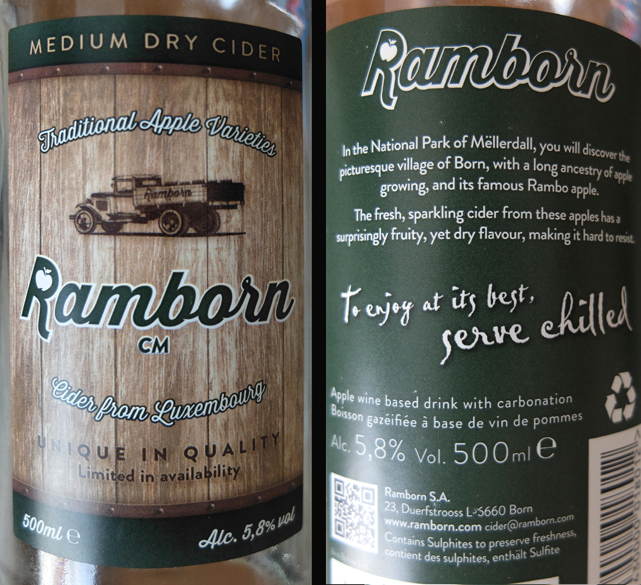 MEDIUM DRY CIDER
Traditional Apple Varieties
Ramborn
Ramborn
CM
Cider from Luxembourg
UNIQUE IN QUALITY
Limited in availability
500ml e
Alc. 5,8% vol
Ramborn
In the National Park of Mëllerdall, you will discover the
picturesque village of Born, with a long ancestry of apple
growing, and its famous Rambo apple.
The fresh, sparkling cider from these apples has a
surprisingly fruity, yet dry flavour, making it hard to resist.
To enjoy at its best,
serve chilled
Apple wine based drink with carbonation
Boisson gazéifiée à base de vin de pommes
Alc. 5,8% Vol. 500ml e
Ramborn S.A.
23, Duerfstrooss L-5660 Born
www.ramborn.com cider@ramborn.com
Contains Sulphites to preserve freshness,
contient des sulphites, enthält Sulfite